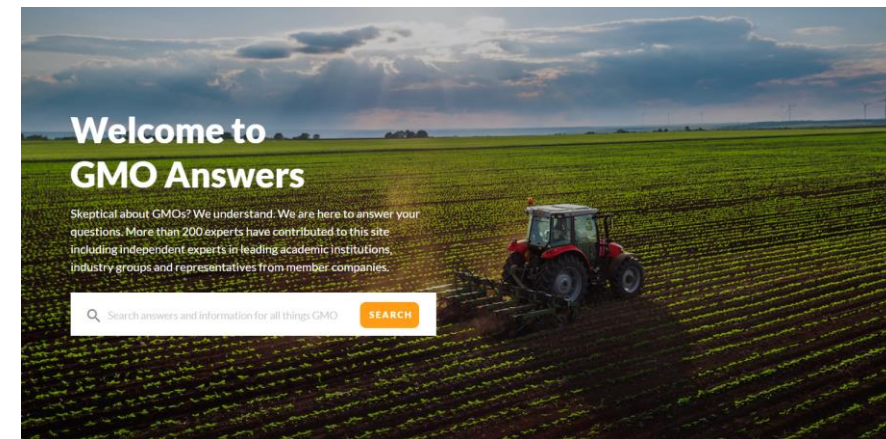 Welcome to
GMO Answers
Skeptical about GMOs? We understand. We are here to answer your
questions. More than 200 experts have contributed to this site
including independent experts in leading academic institutions,
industry groups and representatives from member companies.
Search answers and information for all things GMO
SEARCH